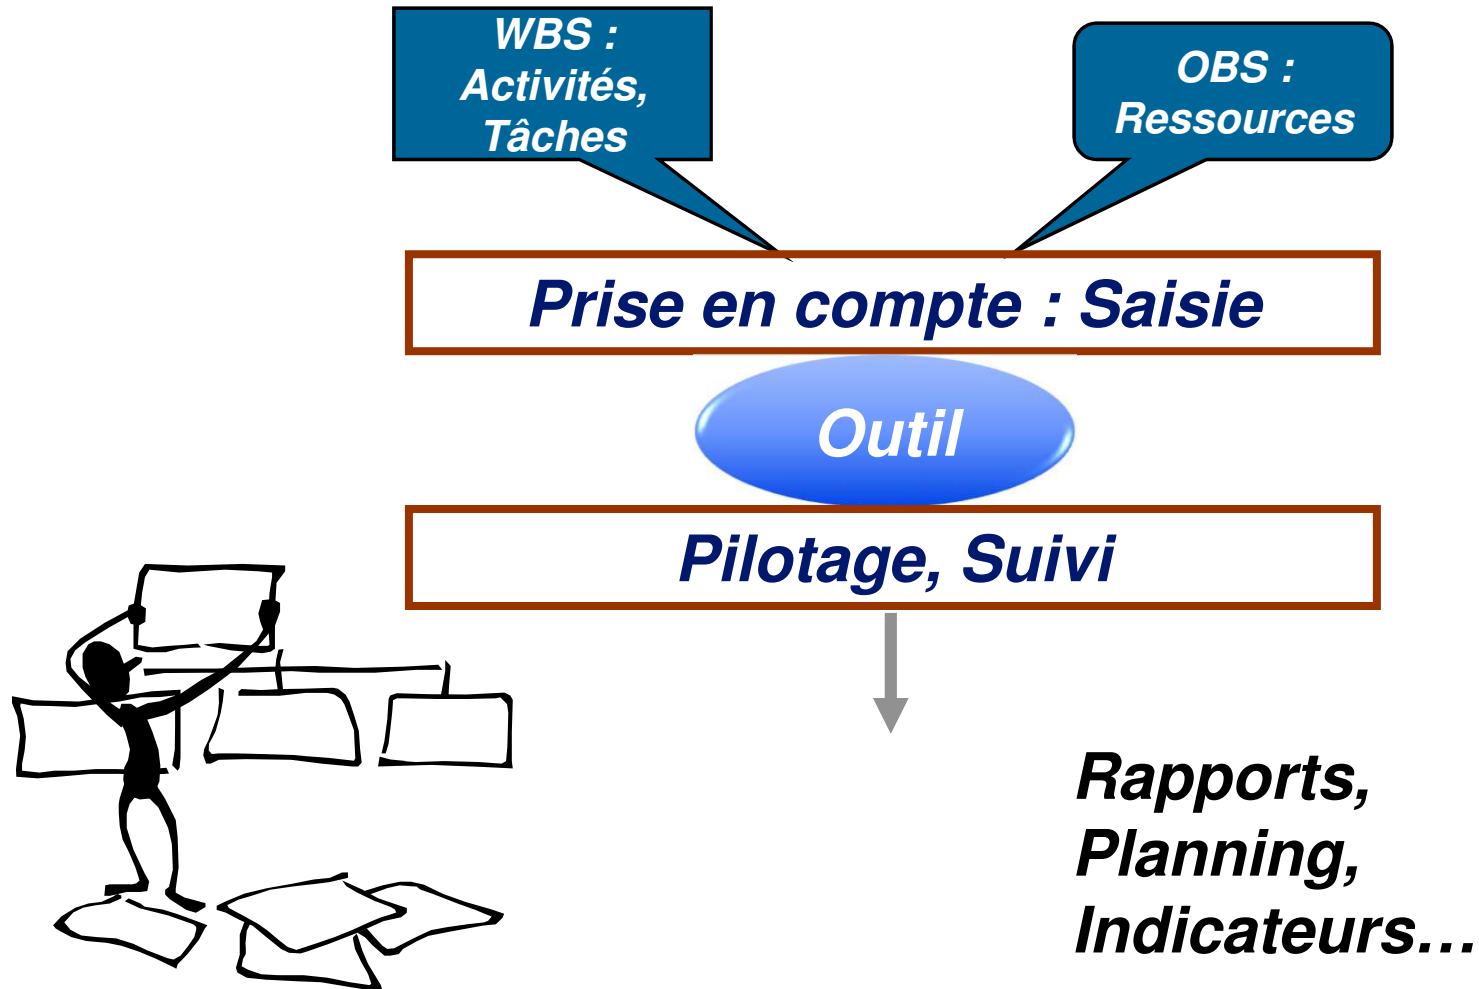 WBS :
Activités,
Tâches
OBS :
Ressources
Prise en compte : Saisie
Outil
Pilotage, Suivi
Rapports,
Planning,
Indicateurs…